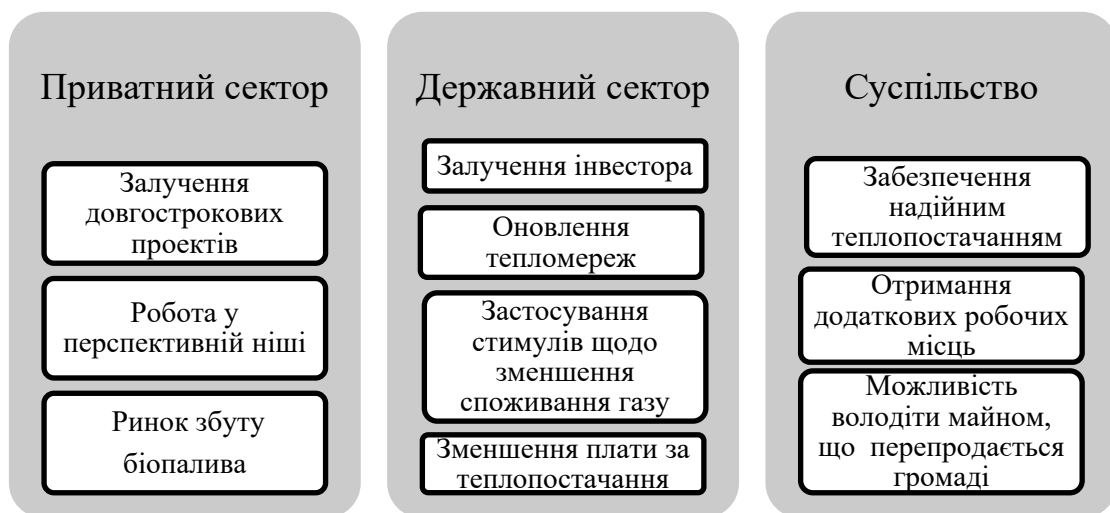 Приватний сектор
Залучення
довгострокових
проектів
Робота у
перспективній ніші
Ринок збуту
біопалива
Державний сектор
Залучення інвестора
Оновлення
тепломереж
Застосування
стимулів щодо
зменшення
споживання газу
Зменшення плати за
теплопостачання
Суспільство
Забезпечення
надійним
теплопостачанням
Отримання
додаткових робочих
місць
Можливість
володіти майном,
що перепродається
громаді